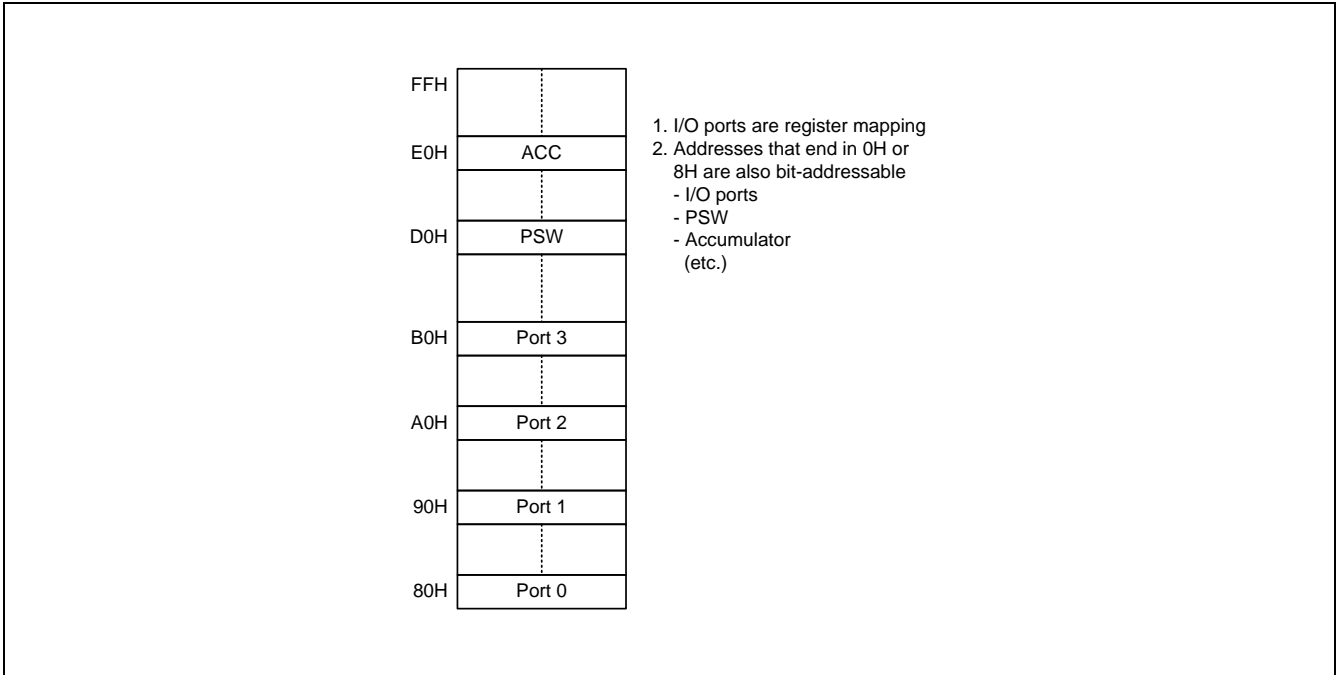 FFH
E0H ACC
D0H PSW
B0H Port 3
A0H Port 2
90H Port 1
80H Port 0
1. I/O ports are register mapping
2. Addresses that end in 0H or
8H are also bit-addressable
- I/O ports
- PSW
- Accumulator
(etc.)